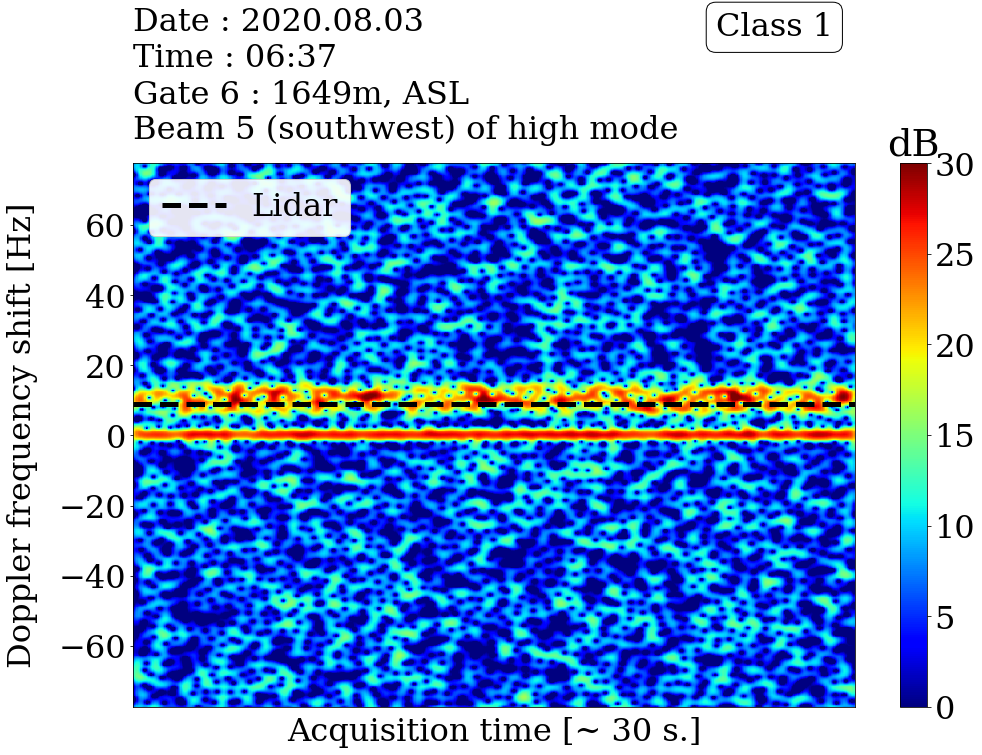 Date : 2020.08.03
Time : 06:37
Gate 6 : 1649m, ASL
Beam 5 (southwest) of high mode
Class 1
dB
Lidar
Doppler frequency shift [Hz]
60
40
20
0
−20
−40
−60
Acquisition time [~ 30 s.]
30
25
20
15
10
5
0